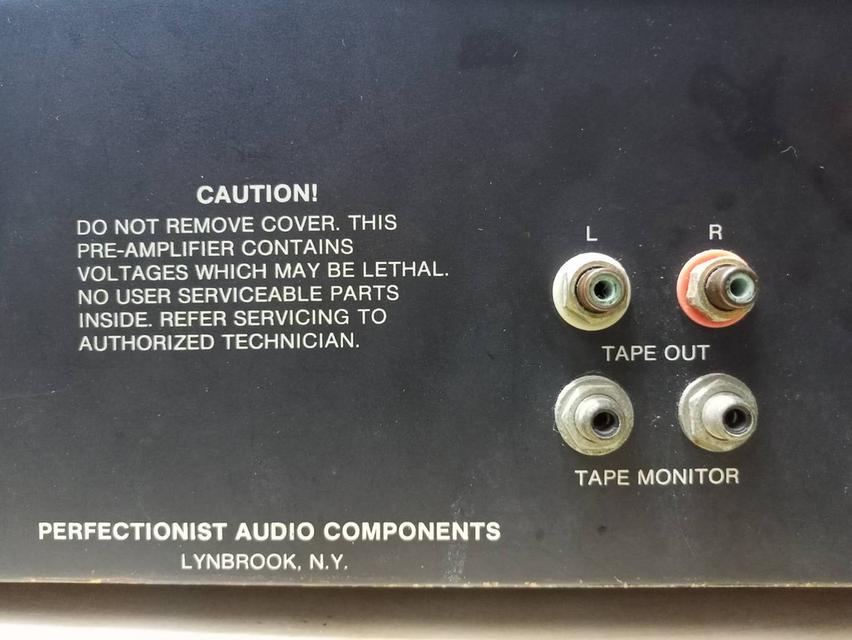 CAUTION!
DO NOT REMOVE COVER. THIS
PRE-AMPLIFIER CONTAINS
VOLTAGES WHICH MAY BE LETHAL.
NO USER SERVICEABLE PARTS
INSIDE. REFER SERVICING TO
AUTHORIZED TECHNICIAN.
L R
TAPE OUT
TAPE MONITOR
PERFECTIONIST AUDIO COMPONENTS
LYNBROOK, N.Y.